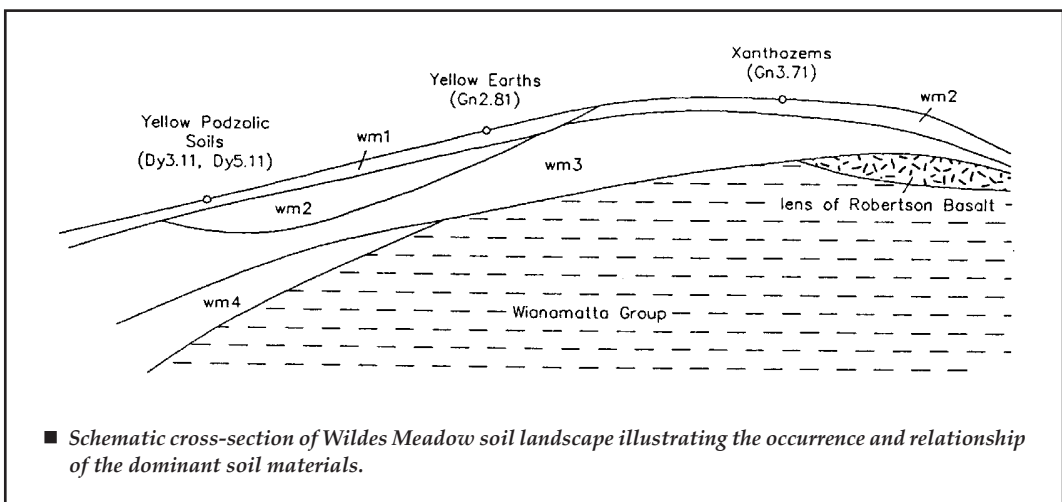 Xanthozems
(Gn3.71)
Yellow Earths
(Gn2.81)
wm2
Yellow Podzolic
Soils
(Dy3.11, Dy5.11)
wm1
wm3
wm2
lens of Robertson Basalt
wm4
Wianamatta Group
■ Schematic cross-section of Wildes Meadow soil landscape illustrating the occurrence and relationship
of the dominant soil materials.